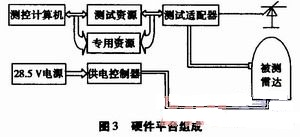 测控计算机
测试资源
测试适配器
专用资源
28.5 V电源
供电控制器
被测
雷达
图3 硬件平台组成